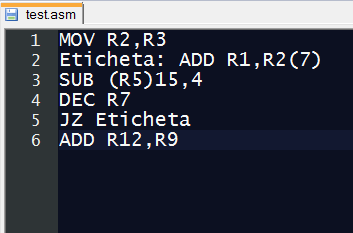 test.asm
1 MOV R2,R3
2 Eticheta: ADD R1,R2(7)
3 SUB (R5)15,4
4 DEC R7
5 JZ Eticheta
6 ADD R12,R9